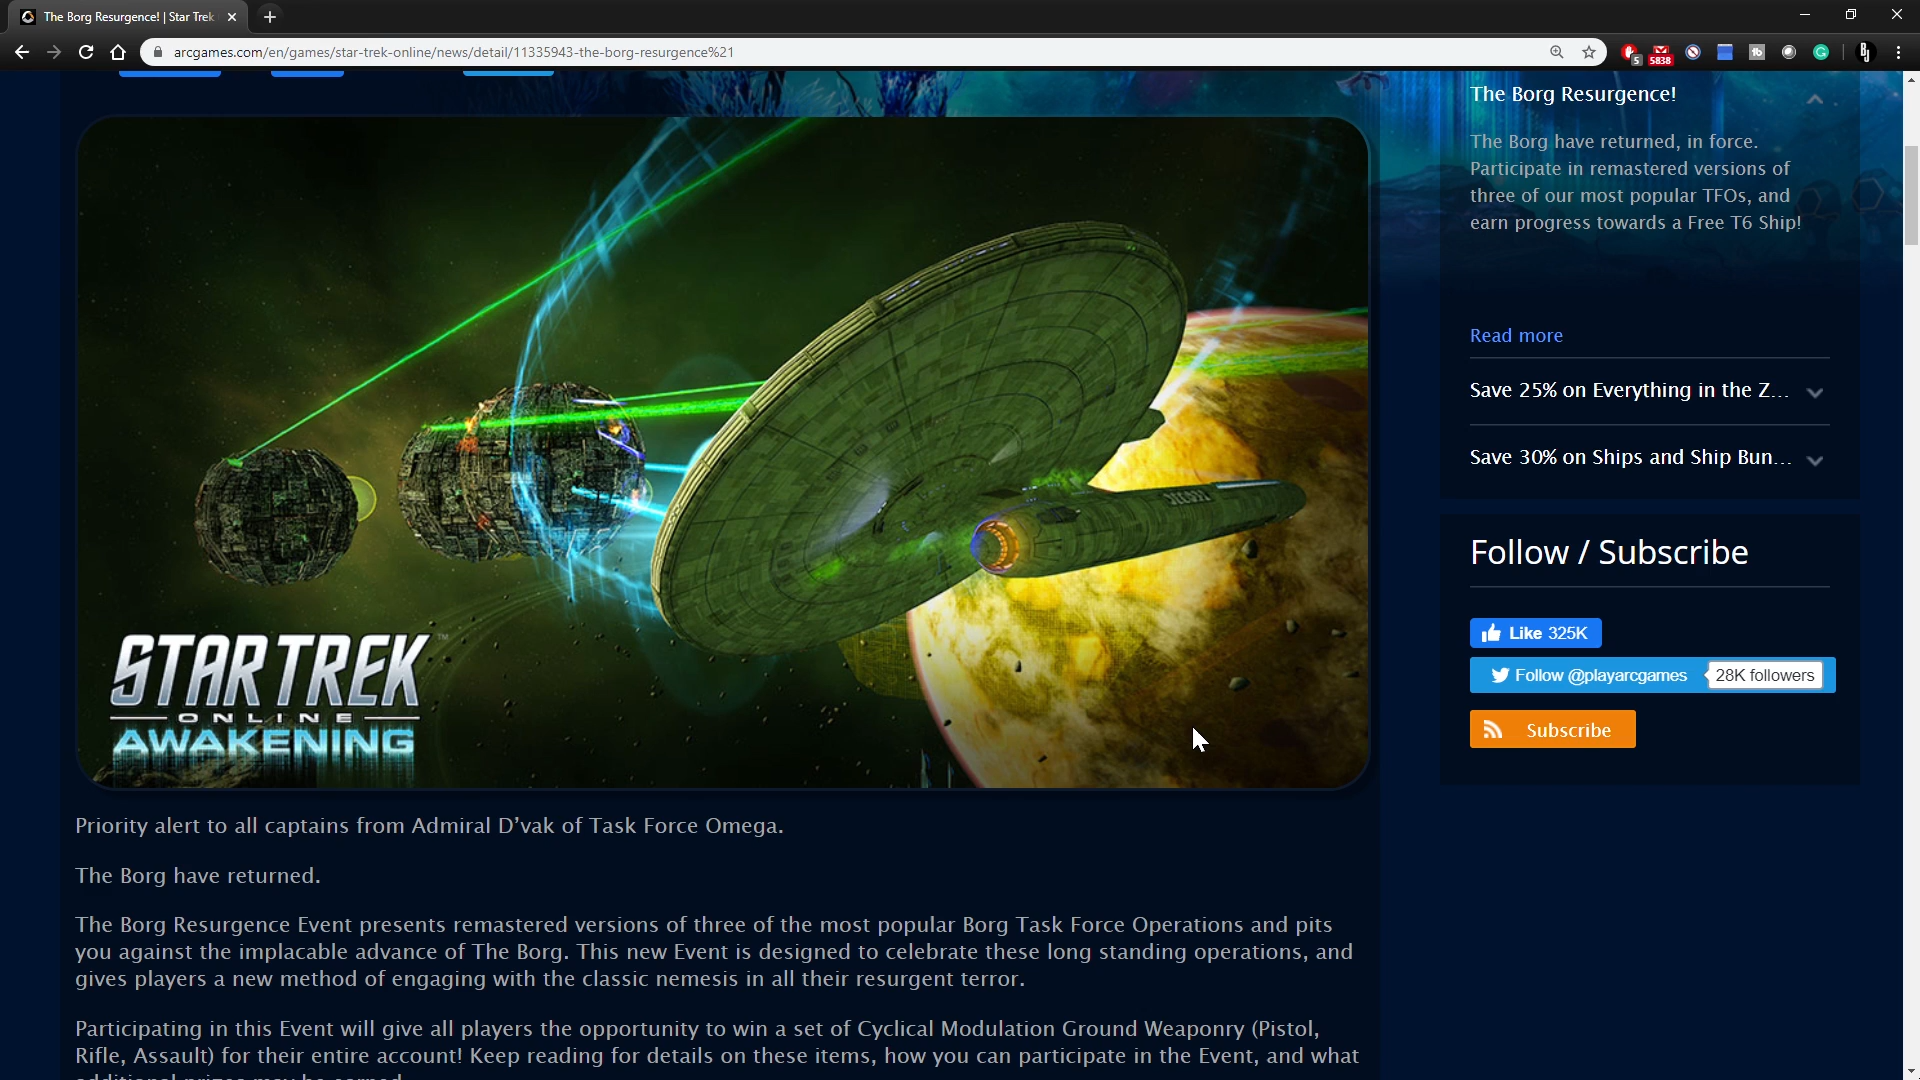 The Borg Resurgence! | Star Trek
arcgames.com/en/games/star-trek-online/news/detail/11335943-the-borg-resurgence%21
5
5838
STAR TREK
ONLINE
AWAKENING
Priority alert to all captains from Admiral D’vak of Task Force Omega.
The Borg have returned.
The Borg Resurgence Event presents remastered versions of three of the most popular Borg Task Force Operations and pits
you against the implacable advance of The Borg. This new Event is designed to celebrate these long standing operations, and
gives players a new method of engaging with the classic nemesis in all their resurgent terror.
Participating in this Event will give all players the opportunity to win a set of Cyclical Modulation Ground Weaponry (Pistol,
Rifle, Assault) for their entire account! Keep reading for details on these items, how you can participate in the Event, and what
The Borg Resurgence!
The Borg have returned, in force.
Participate in remastered versions of
three of our most popular TFOs, and
earn progress towards a Free T6 Ship!
Read more
Save 25% on Everything in the Z...
Save 30% on Ships and Ship Bun...
Follow / Subscribe
Like 325K
Follow @playarcgames 28K followers
Subscribe